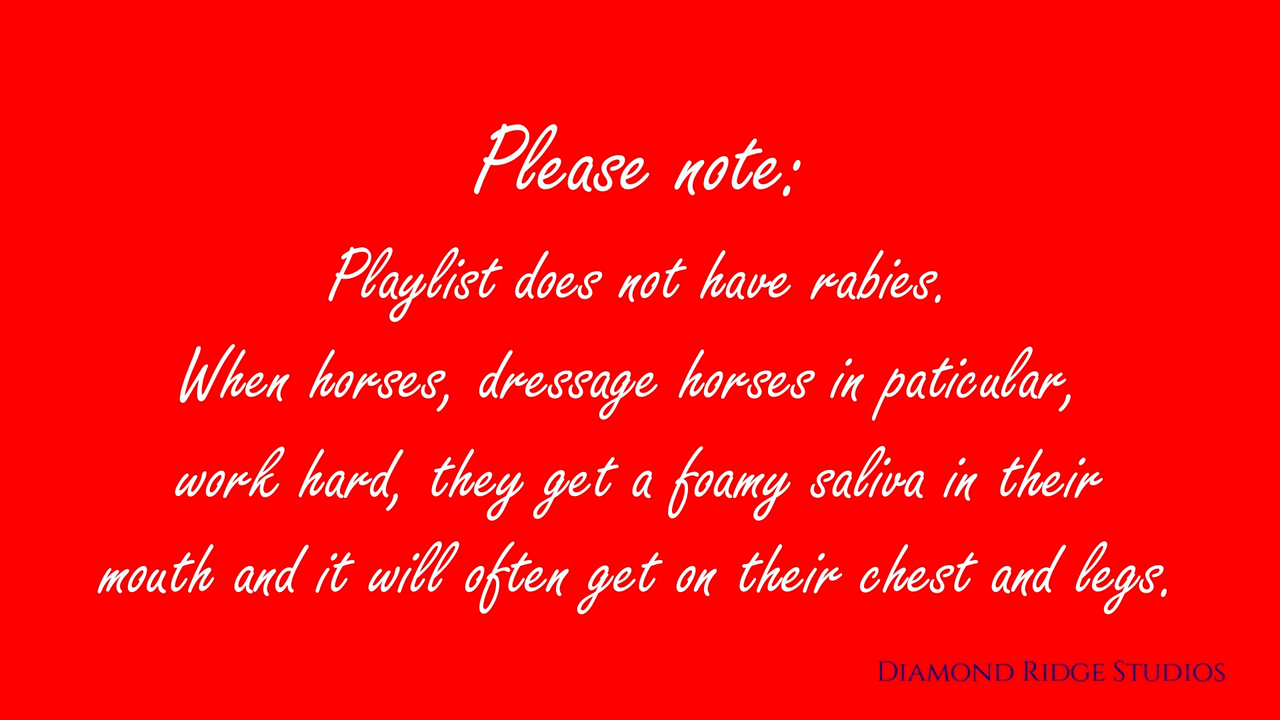 Please note:
Playlist does not have rabies.
When horses, dressage horses in paticular,
work hard, they get a foamy saliva in their
mouth and it will often get on their chest and legs.
Diamond Ridge Studios